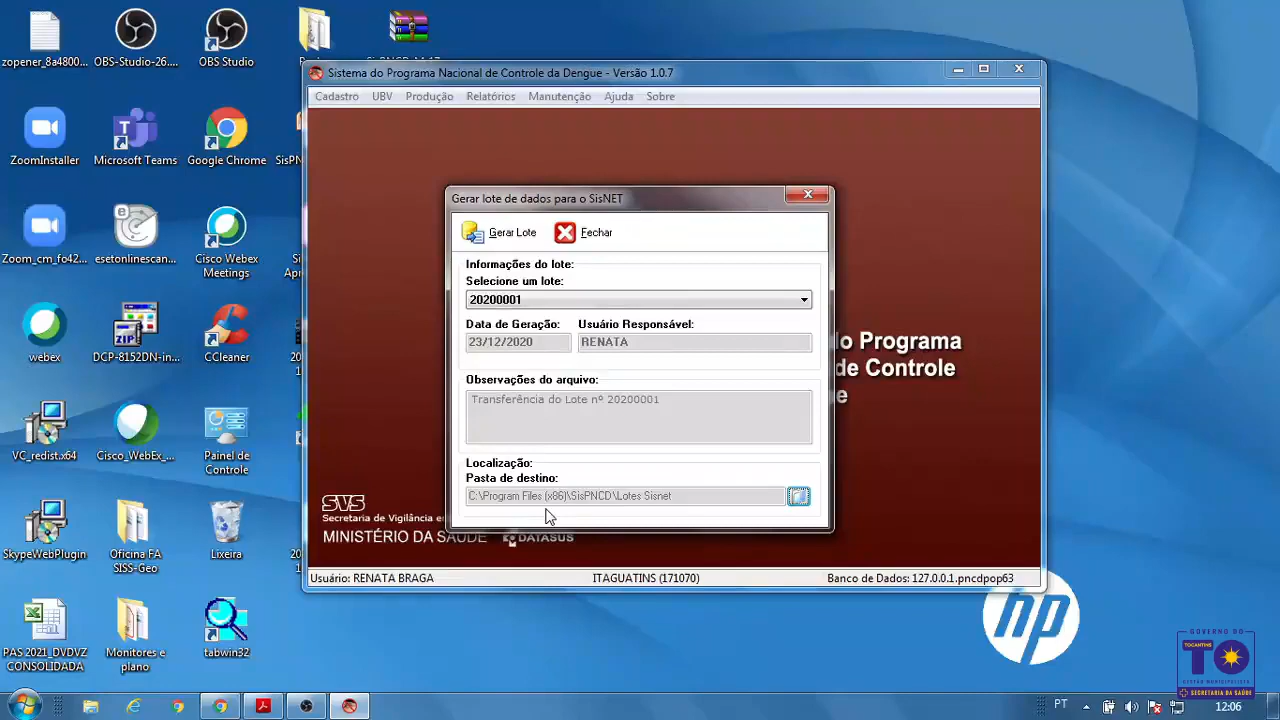 zopener_8a4800...
OBS-Studio-26....
OBS Studio
ZoomInstaller
Microsoft Teams
Google Chrome
Zoom_cm_fo42...
esetonlinescan...
Cisco Webex
Meetings
webex
DCP-8152DN-in...
CCleaner
VC_redist.x64
Cisco_WebEx_...
Painel de
Controle
SkypeWebPlugin
Oficina FA
SISS-Geo
Lixeira
PAS 2021_DVDVZ
CONSOLIDADA
Monitores e
plano
tabwin32
Sistema do Programa Nacional de Controle da Dengue - Versão 1.0.7
Cadastro UBV Produção Relatórios Manutenção Ajuda Sobre
Gerar lote de dados para o SisNET
Gerar Lote Fechar
Informações do lote:
Selecione um lote:
20200001
Data de Geração: Usuário Responsável:
23/12/2020 RENATA
Observações do arquivo:
Transferência do Lote nº 20200001
Localização:
Pasta de destino:
C:\Program Files (x86)\SisPNCD\Lotes Sisnet
o Programa
de Controle
e
SVS
Secretaria de Vigilância e
MINISTÉRIO DA SAÚDE DATASUS
Usuário: RENATA BRAGA ITAGUATINS (171070) Banco de Dados: 127.0.0.1.pncdpop63
hp
GOVERNO DO
TOCANTINS
TO
GESTÃO MUNICIPALISTA
SECRETARIA DA SAÚDE
PT 12:06